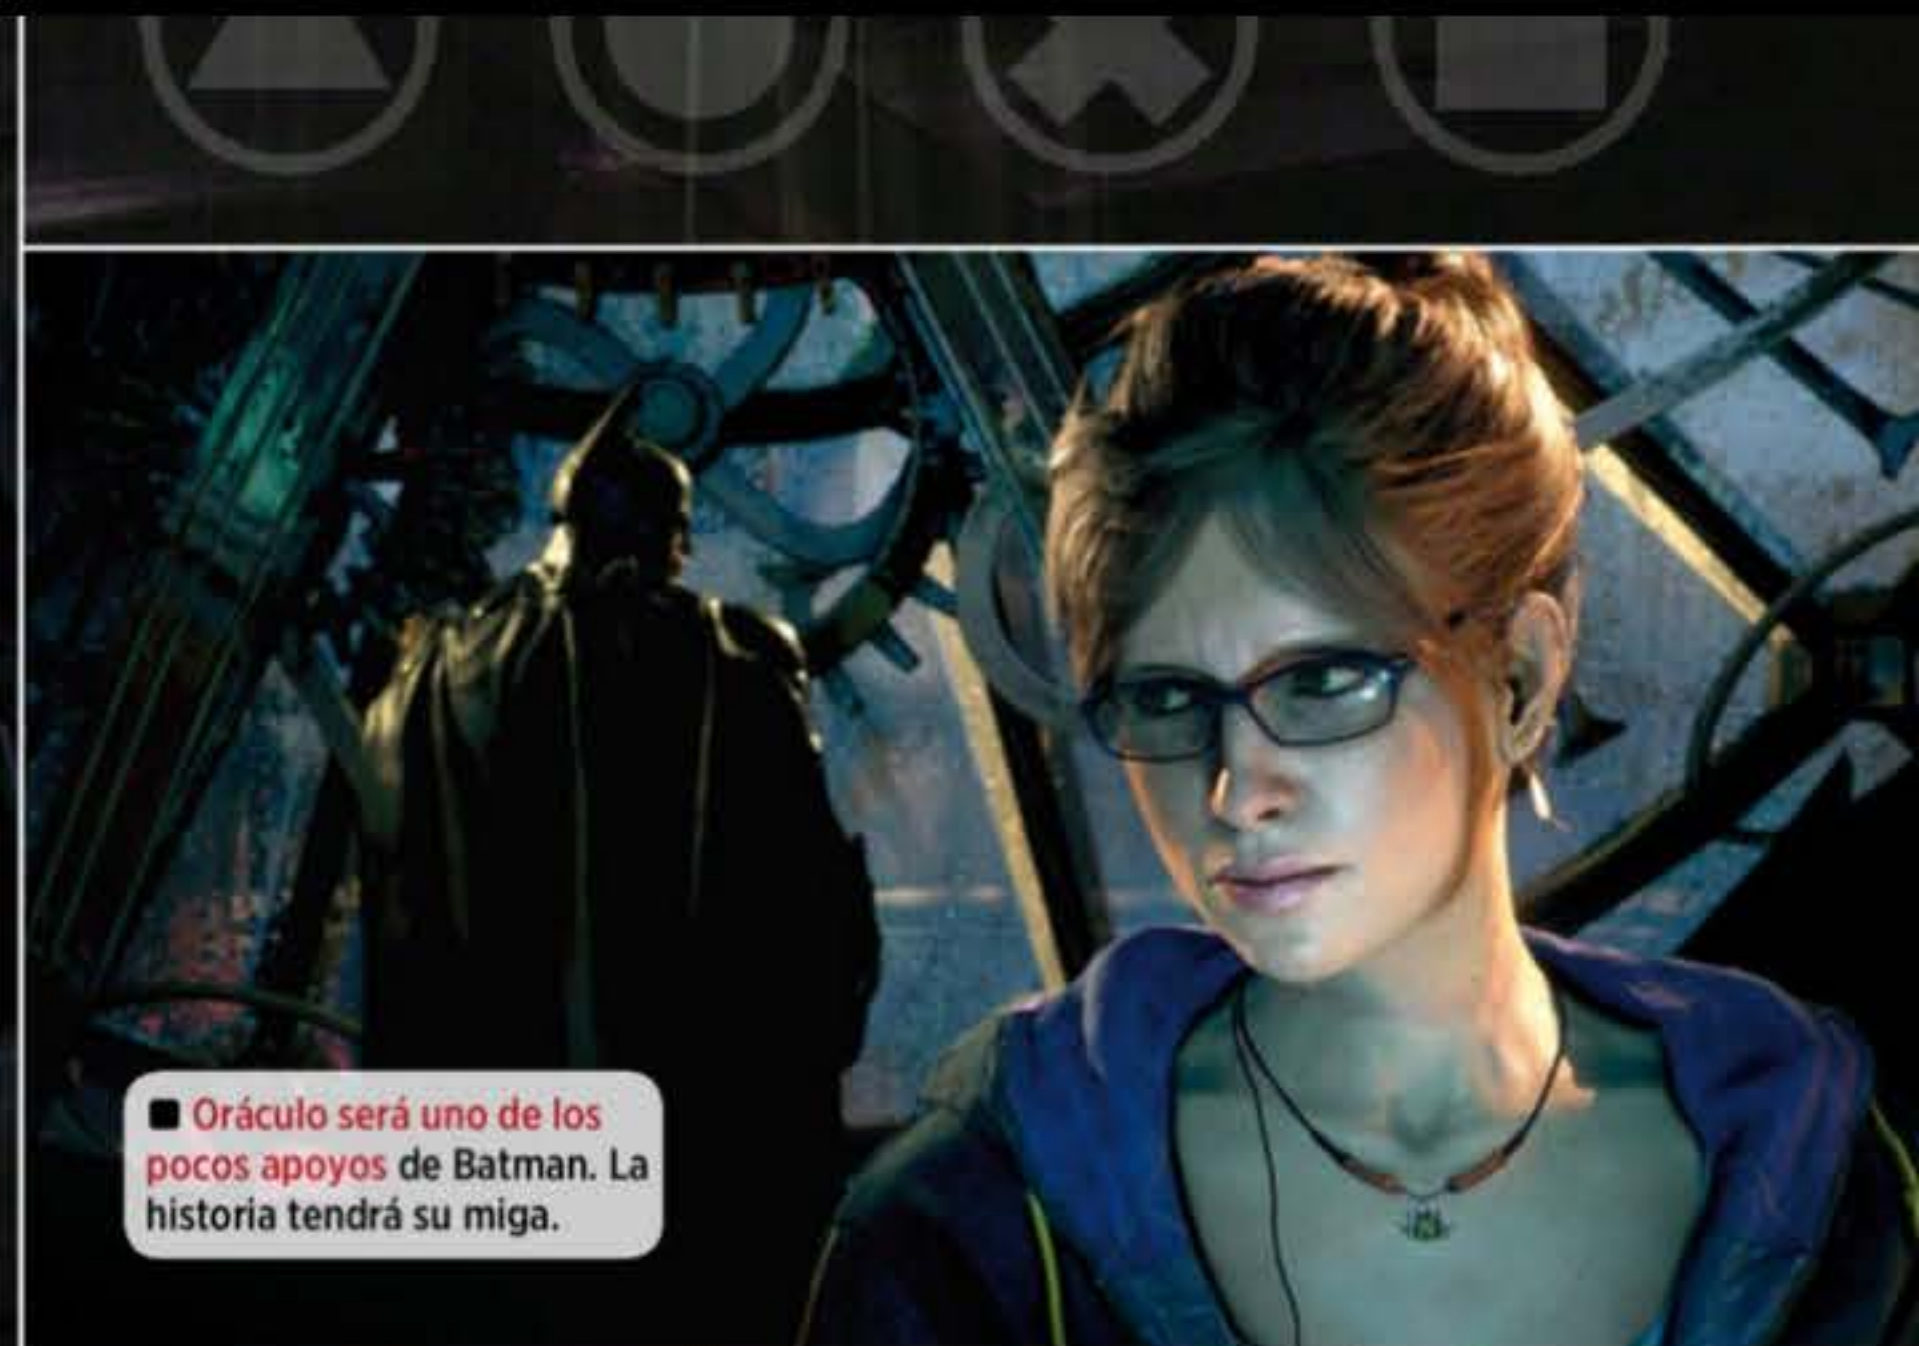 ■ Oráculo será uno de los
pocos apoyos de Batman. La
historia tendrá su miga.